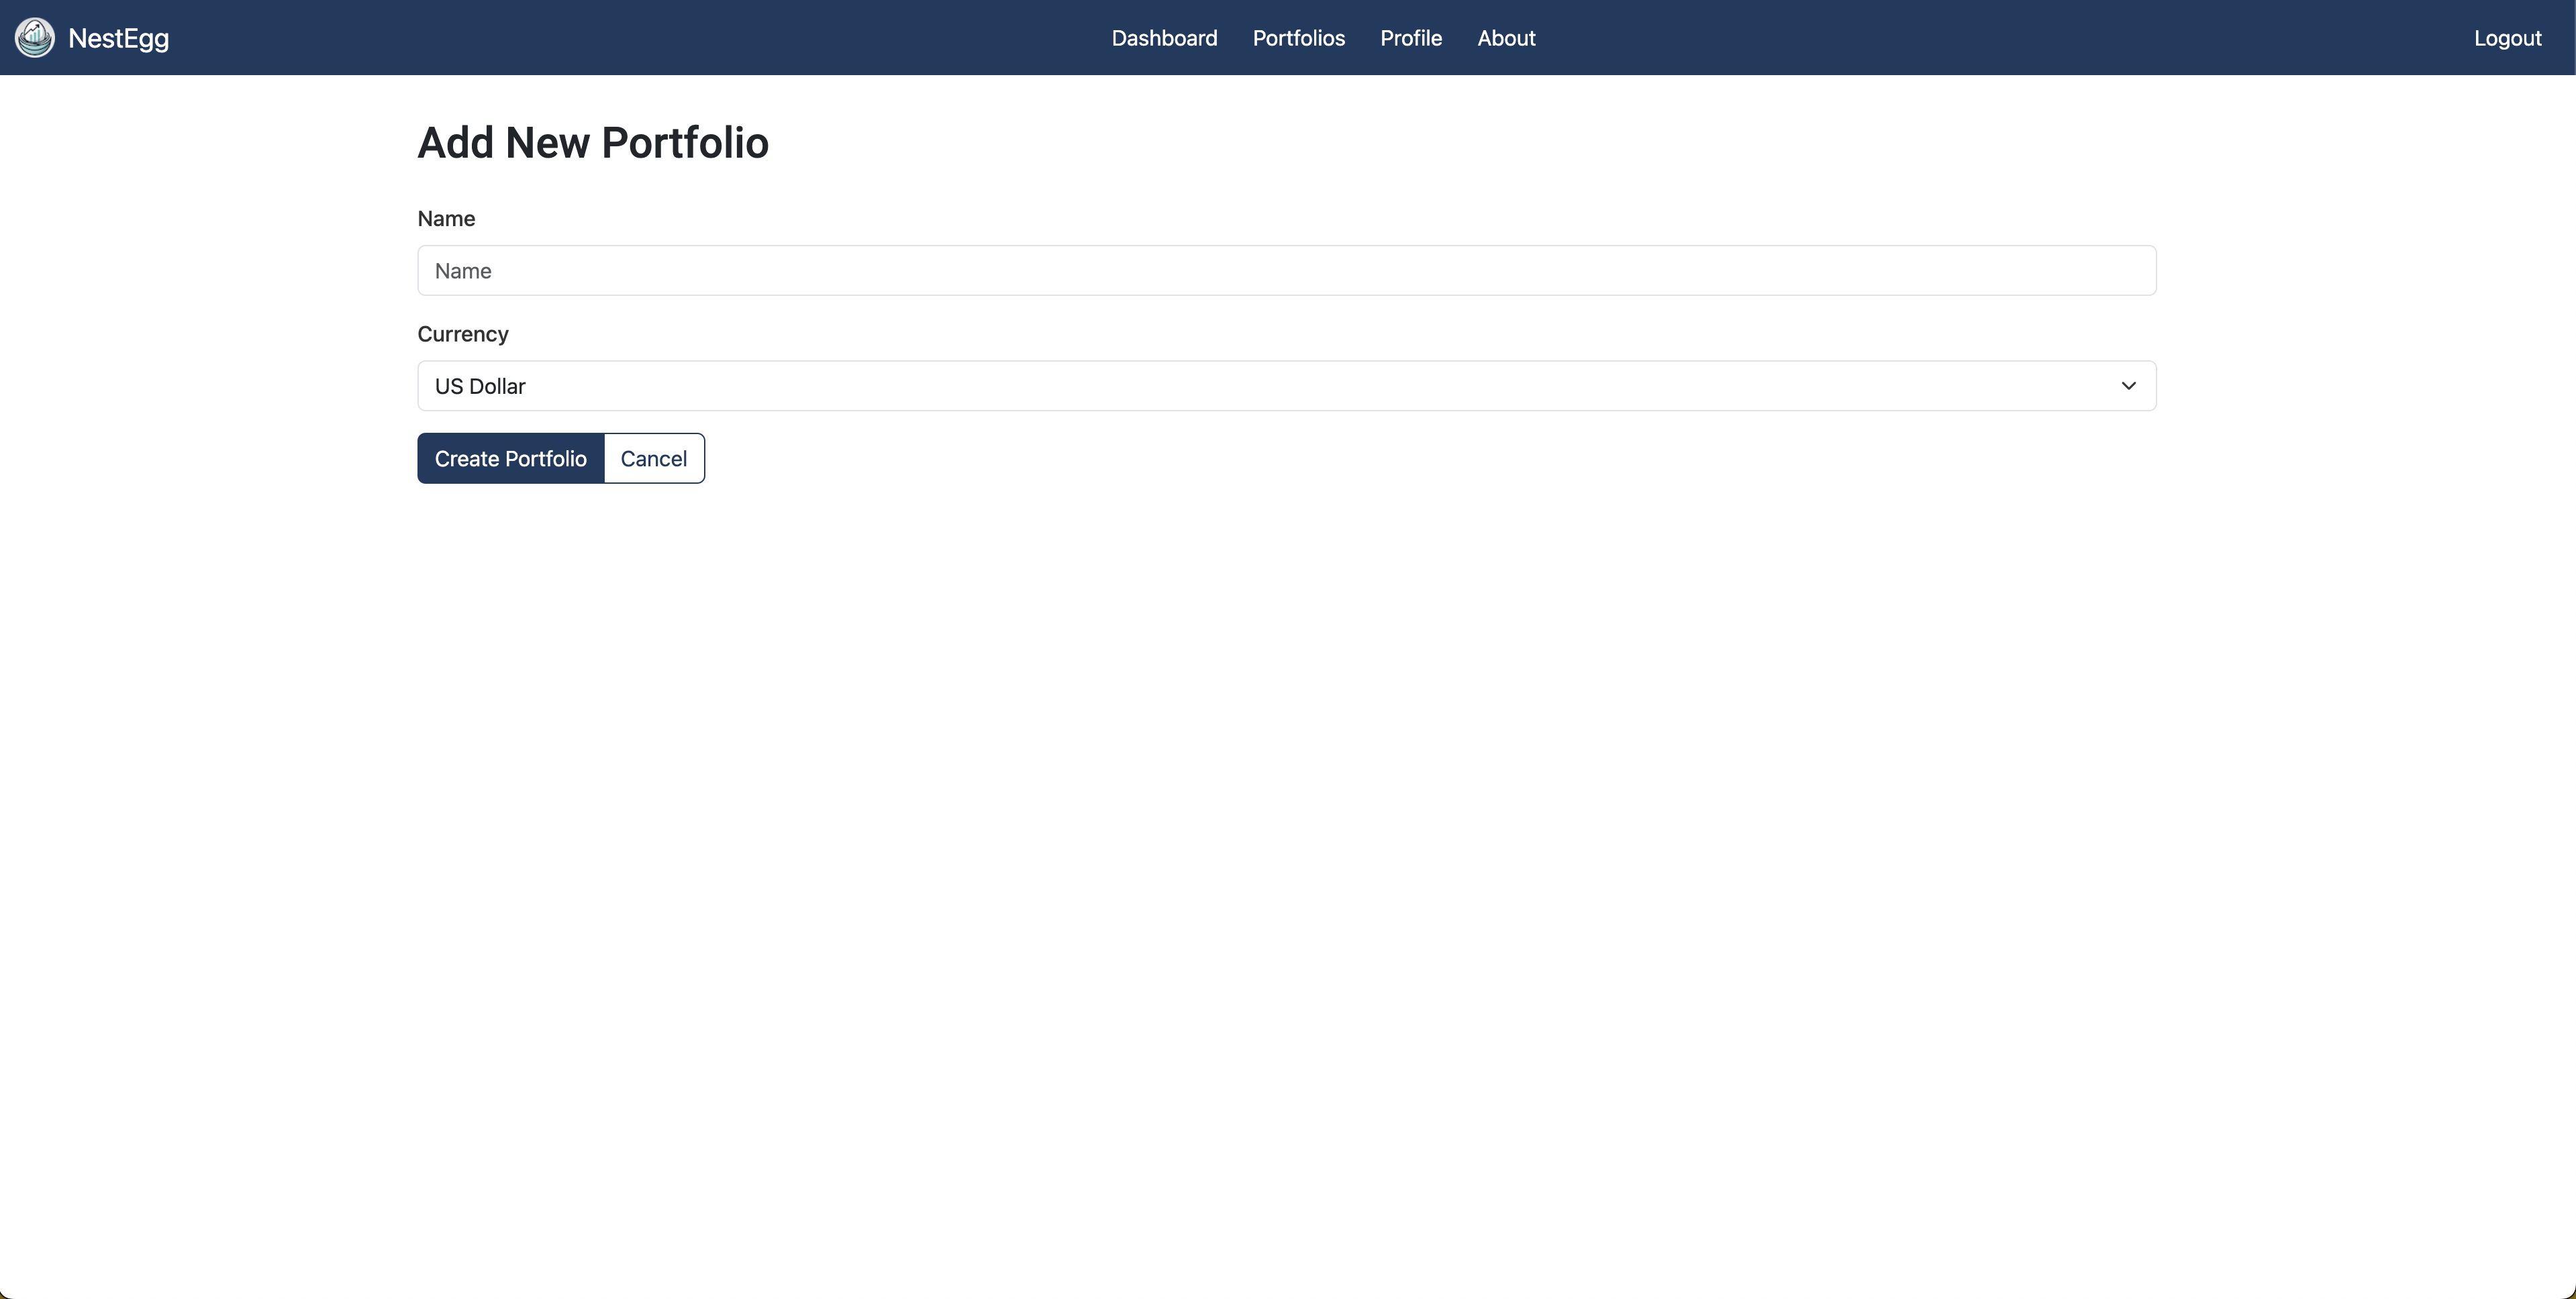 NestEgg
Dashboard Portfolios Profile About
Logout
Add New Portfolio
Name
Name
Currency
US Dollar
Create Portfolio Cancel